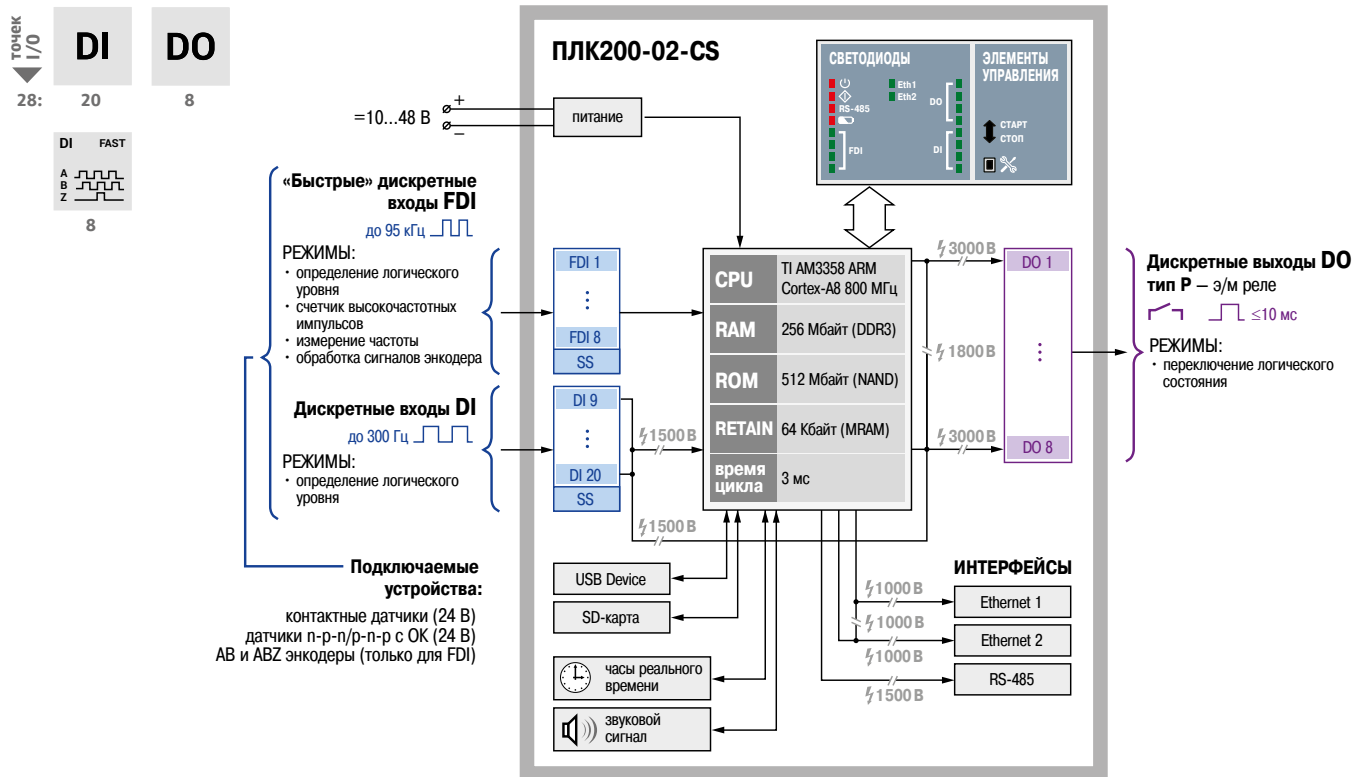 точек
I/O
DI
DO
28:
20
8
DI FAST
A
B
Z
8
ПЛК200-02-CS
=10...48 В
+
–
питание
СВЕТОДИОДЫ
Eth1
Eth2
RS-485
DO
FDI
DI
ЭЛЕМЕНТЫ
УПРАВЛЕНИЯ
СТАРТ
СТОП
«Быстрые» дискретные
входы FDI
до 95 кГц
РЕЖИМЫ:
· определение логического
уровня
· счетчик высокочастотных
импульсов
· измерение частоты
· обработка сигналов энкодера
Дискретные входы DI
до 300 Гц
РЕЖИМЫ:
· определение логического
уровня
Подключаемые
устройства:
контактные датчики (24 В)
датчики n-p-n/p-n-p с ОК (24 В)
AB и ABZ энкодеры (только для FDI)
FDI 1
FDI 8
SS
DI 9
DI 20
SS
1500 В
1500 В
CPU
TI AM3358 ARM
Cortex-A8 800 МГц
RAM
256 Мбайт (DDR3)
ROM
512 Мбайт (NAND)
RETAIN
64 Кбайт (MRAM)
время
цикла
3 мс
3000 В
1800 В
3000 В
DO 1
DO 8
Дискретные выходы DO
тип Р – э/м реле
≤10 мс
РЕЖИМЫ:
· переключение логического
состояния
USB Device
SD-карта
часы реального
времени
звуковой
сигнал
ИНТЕРФЕЙСЫ
1000 В
Ethernet 1
1000 В
Ethernet 2
1000 В
RS-485
1500 В